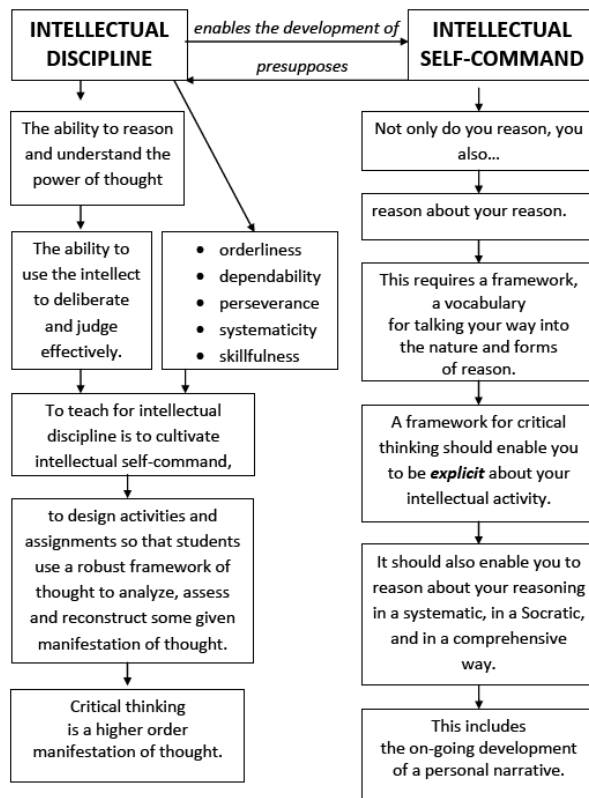 INTELLECTUAL
DISCIPLINE
enables the development of
presupposes
INTELLECTUAL
SELF-COMMAND
The ability to reason
and understand the
power of thought
The ability to
use the intellect
to deliberate
and judge
effectively.
• orderliness
• dependability
• perseverance
• systematicity
• skillfulness
To teach for intellectual
discipline is to cultivate
intellectual self-command,
to design activities and
assignments so that students
use a robust framework of
thought to analyze, assess
and reconstruct some given
manifestation of thought.
Critical thinking
is a higher order
manifestation of thought.
Not only do you reason, you
also…
reason about your reason.
This requires a framework,
a vocabulary
for talking your way into
the nature and forms
of reason.
A framework for critical
thinking should enable you
to be explicit about your
intellectual activity.
It should also enable you to
reason about your reasoning
in a systematic, in a Socratic,
and in a comprehensive
way.
This includes
the on-going development
of a personal narrative.